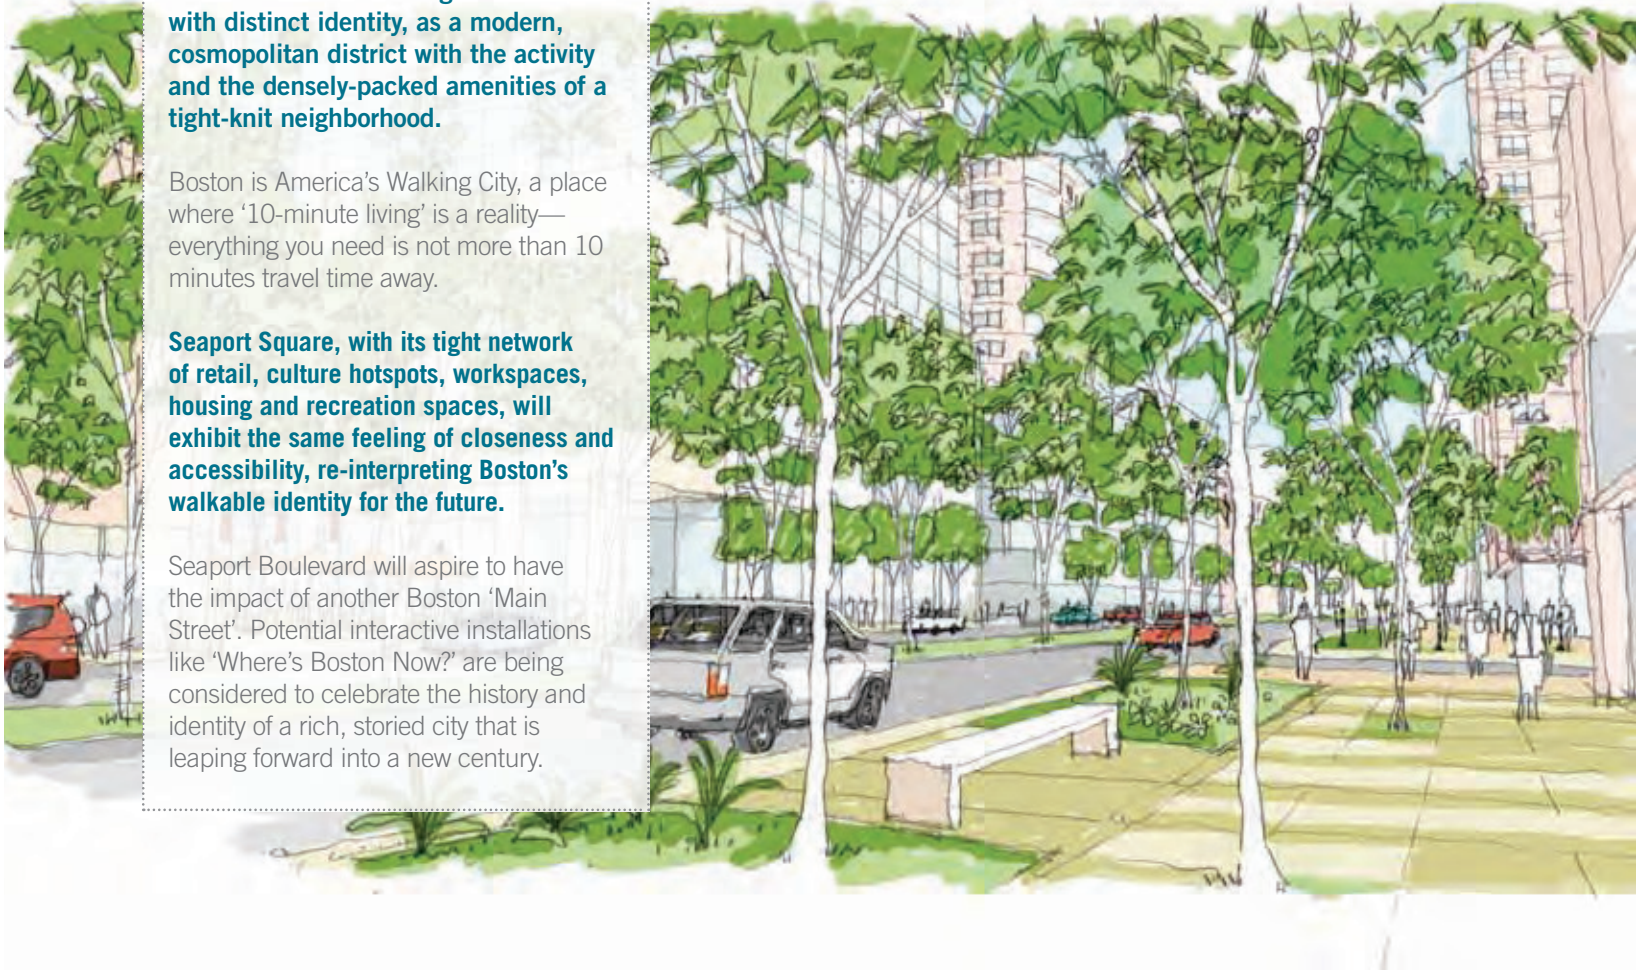 with distinct identity, as a modern,
cosmopolitan district with the activity
and the densely-packed amenities of a
tight-knit neighborhood.
Boston is America’s Walking City, a place
where ‘10-minute living’ is a reality—
everything you need is not more than 10
minutes travel time away.
Seaport Square, with its tight network
of retail, culture hotspots, workspaces,
housing and recreation spaces, will
exhibit the same feeling of closeness and
accessibility, re-interpreting Boston’s
walkable identity for the future.
Seaport Boulevard will aspire to have
the impact of another Boston ‘Main
Street’. Potential interactive installations
like ‘Where’s Boston Now?’ are being
considered to celebrate the history and
identity of a rich, storied city that is
leaping forward into a new century.